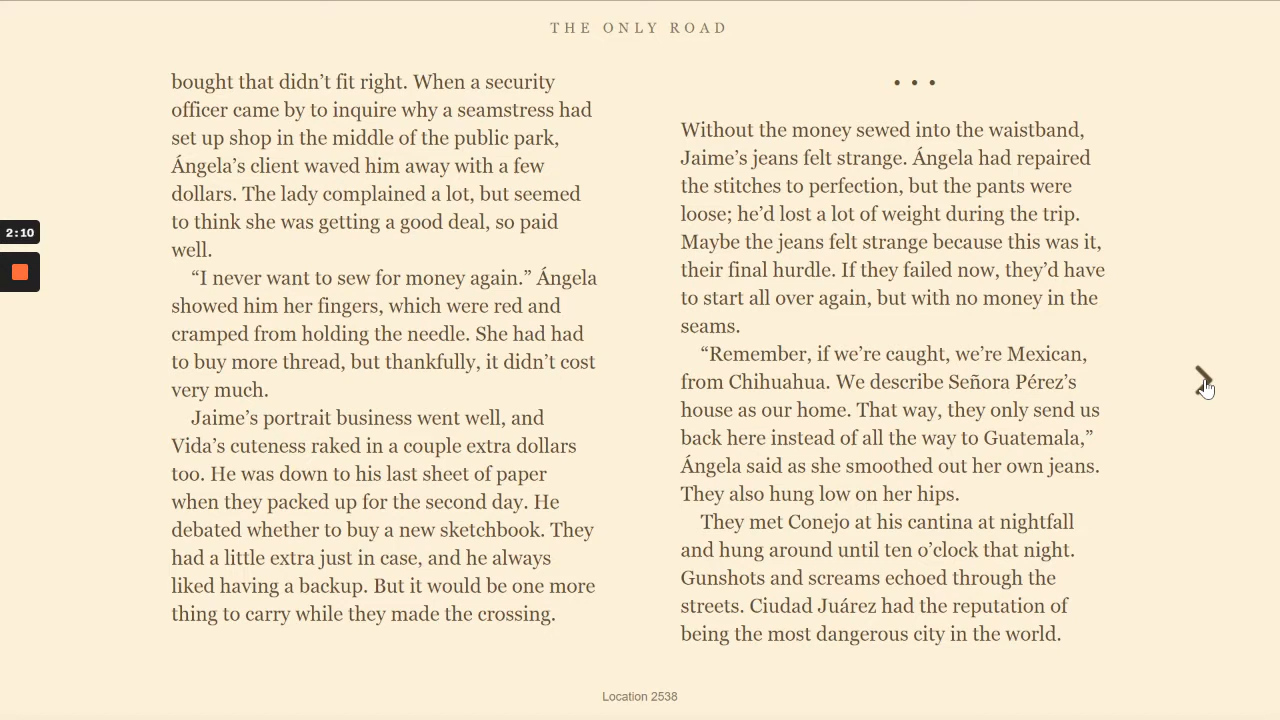 THE ONLY ROAD
bought that didn’t fit right. When a security
officer came by to inquire why a seamstress had
set up shop in the middle of the public park,
Ángela’s client waved him away with a few
dollars. The lady complained a lot, but seemed
to think she was getting a good deal, so paid
well.
“I never want to sew for money again.” Ángela
showed him her fingers, which were red and
cramped from holding the needle. She had had
to buy more thread, but thankfully, it didn’t cost
very much.
Jaime’s portrait business went well, and
Vida’s cuteness raked in a couple extra dollars
too. He was down to his last sheet of paper
when they packed up for the second day. He
debated whether to buy a new sketchbook. They
had a little extra just in case, and he always
liked having a backup. But it would be one more
thing to carry while they made the crossing.
• • •
Without the money sewed into the waistband,
Jaime’s jeans felt strange. Ángela had repaired
the stitches to perfection, but the pants were
loose; he’d lost a lot of weight during the trip.
Maybe the jeans felt strange because this was it,
their final hurdle. If they failed now, they’d have
to start all over again, but with no money in the
seams.
“Remember, if we’re caught, we’re Mexican,
from Chihuahua. We describe Señora Pérez’s
house as our home. That way, they only send us
back here instead of all the way to Guatemala,”
Ángela said as she smoothed out her own jeans.
They also hung low on her hips.
They met Conejo at his cantina at nightfall
and hung around until ten o’clock that night.
Gunshots and screams echoed through the
streets. Ciudad Juárez had the reputation of
being the most dangerous city in the world.
2:10
Location 2538